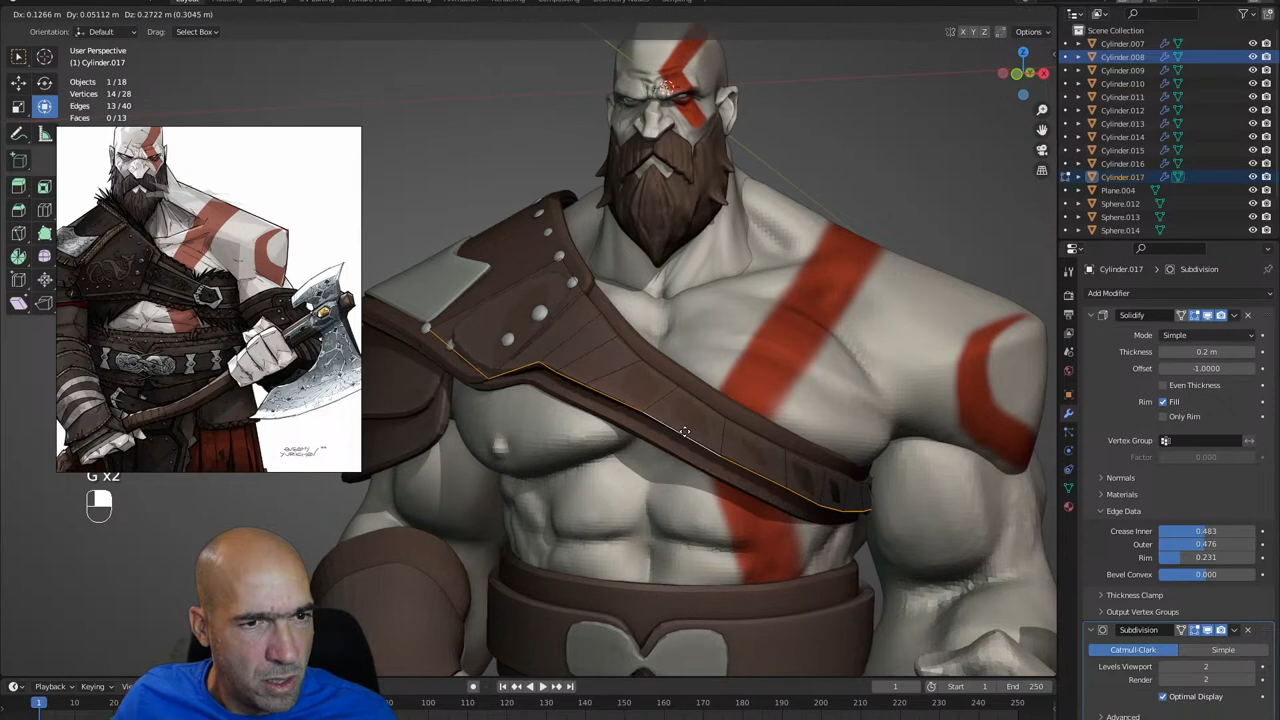 Layout
Dx: 0.1266 m   Dy: 0.05112 m   Dz: 0.2722 m (0.3045 m)
Orientation: Default Drag: Select Box X Y Z Options
User Perspective
(1) Cylinder.017
Objects 1/18
Vertices 14/28
Edges 13/40
Faces 0/13
G x2
Z
X
Scene Collection
Cylinder.007
Cylinder.008
Cylinder.009
Cylinder.010
Cylinder.011
Cylinder.012
Cylinder.013
Cylinder.014
Cylinder.015
Cylinder.016
Cylinder.017
Plane.004
Sphere.012
Sphere.013
Sphere.014
Cylinder.017 Subdivision
Add Modifier
Solidify
Mode Simple
Thickness 0.2 m
Offset -1.0000
Even Thickness
Rim Fill
Only Rim
Vertex Group
Factor 0.000
Normals
Materials
Edge Data
Crease Inner 0.483
Outer 0.476
Rim 0.231
Bevel Convex 0.000
Thickness Clamp
Output Vertex Groups
Subdivision
Catmull-Clark Simple
Levels Viewport 2
Render 2
Optimal Display
Advanced
Playback Keying 1 Start 1 End 250
1 10 20 100 110 120 130 140 150 160 170 180 190 200 210 220 230 240 250